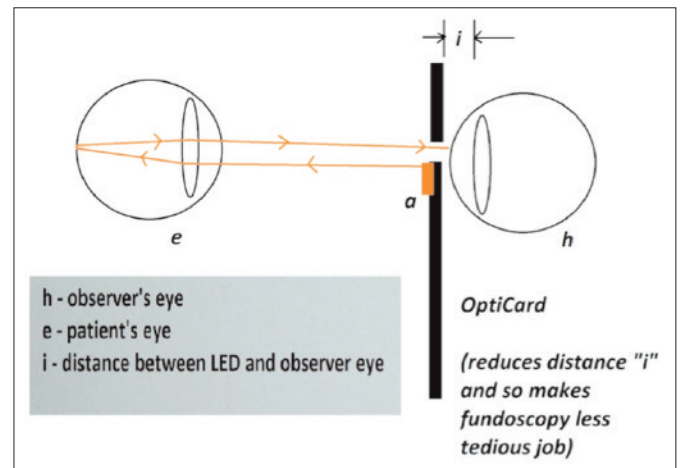 i
a
e
h
h - observer's eye
e - patient's eye
i - distance between LED and observer eye
OptiCard
(reduces distance "i"
and so makes
fundoscopy less
tedious job)